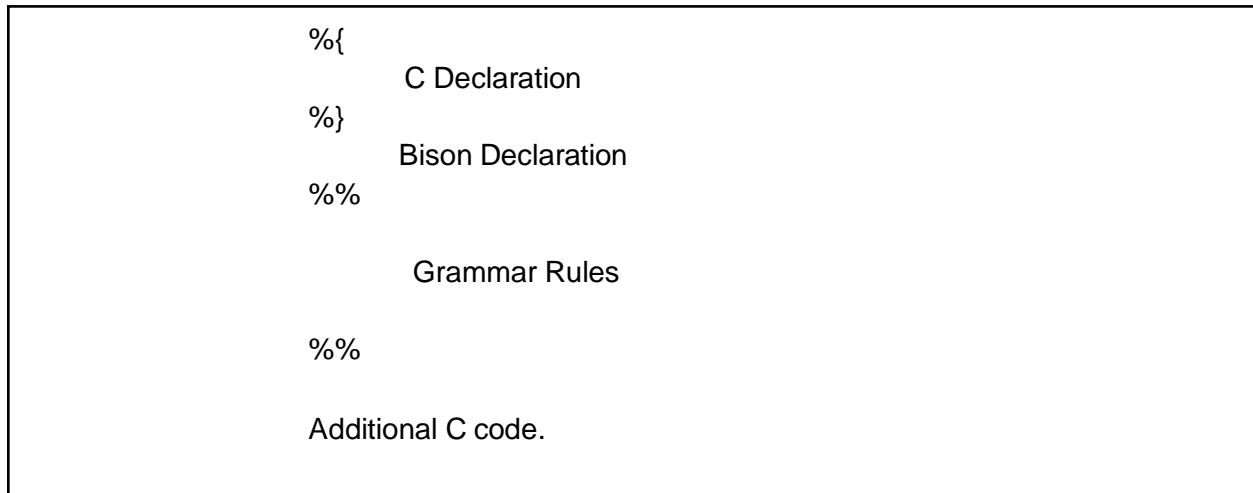 %{
C Declaration
%}
Bison Declaration
%%
Grammar Rules
%%
Additional C code.